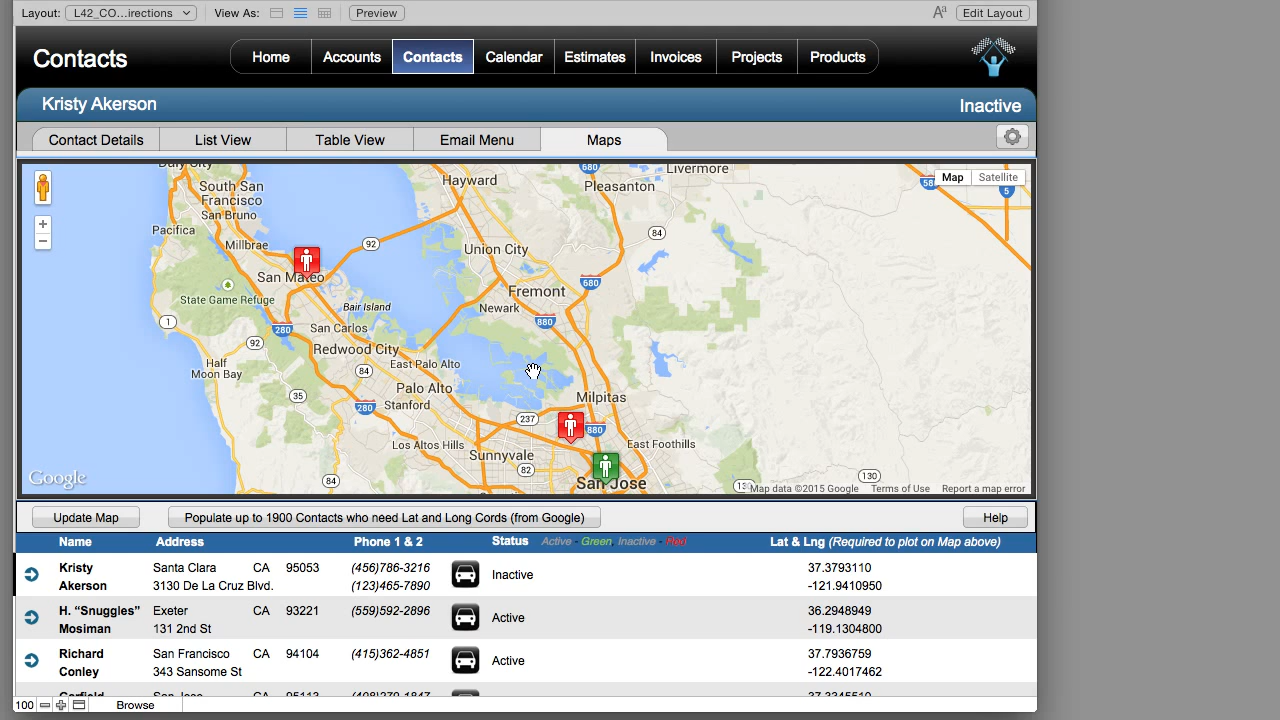 Layout: L42_CO...irections View As: Preview Aa Edit Layout
Contacts Home Accounts Contacts Calendar Estimates Invoices Projects Products
Kristy Akerson Inactive
Contact Details List View Table View Email Menu Maps
Daly City
South San
Francisco
San Bruno
Pacifica
Millbrae
San Mateo
State Game Refuge
Bair Island
San Carlos
Redwood City
East Palo Alto
Half
Moon Bay
Palo Alto
Stanford
Los Altos Hills
Sunnyvale
Hayward
Union City
Fremont
Newark
Milpitas
East Foothills
San Jose
Pleasanton
Livermore
680
84
92
680
880
1
280
92
84
280
35
237
880
82
84
130
58
5
Map Satellite
+
−
Google
Map data ©2015 Google Terms of Use Report a map error
Update Map Populate up to 1900 Contacts who need Lat and Long Cords (from Google) Help
Name Address Phone 1 & 2 Status Active - Green, Inactive - Red Lat & Lng (Required to plot on Map above)
Kristy Santa Clara CA 95053 (456)786-3216 37.3793110
Akerson 3130 De La Cruz Blvd. (123)465-7890 Inactive -121.9410950
H. “Snuggles” Exeter CA 93221 (559)592-2896 36.2948949
Mosiman 131 2nd St Active -119.1304800
Richard San Francisco CA 94104 (415)362-4851 37.7936759
Conley 343 Sansome St Active -122.4017462
100 Browse